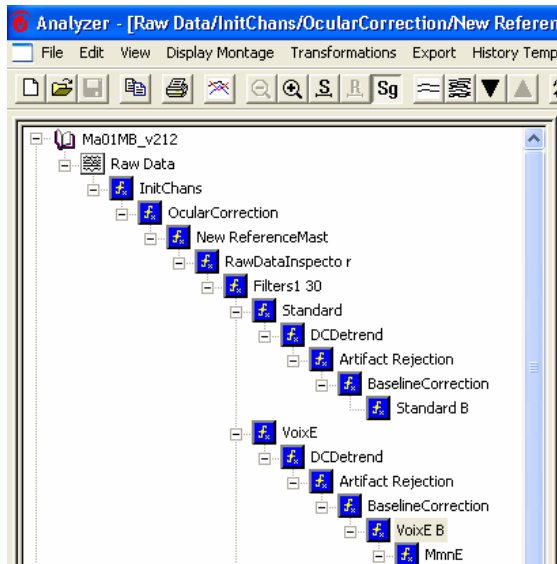 Analyzer - [Raw Data/InitChans/OcularCorrection/New Referen
File Edit View Display Montage Transformations Export History Temp
S R Sg
Ma01MB_v212
Raw Data
InitChans
OcularCorrection
New ReferenceMast
RawDataInspecto r
Filters1 30
Standard
DCDetrend
Artifact Rejection
BaselineCorrection
Standard B
VoixE
DCDetrend
Artifact Rejection
BaselineCorrection
VoixE B
MmnE